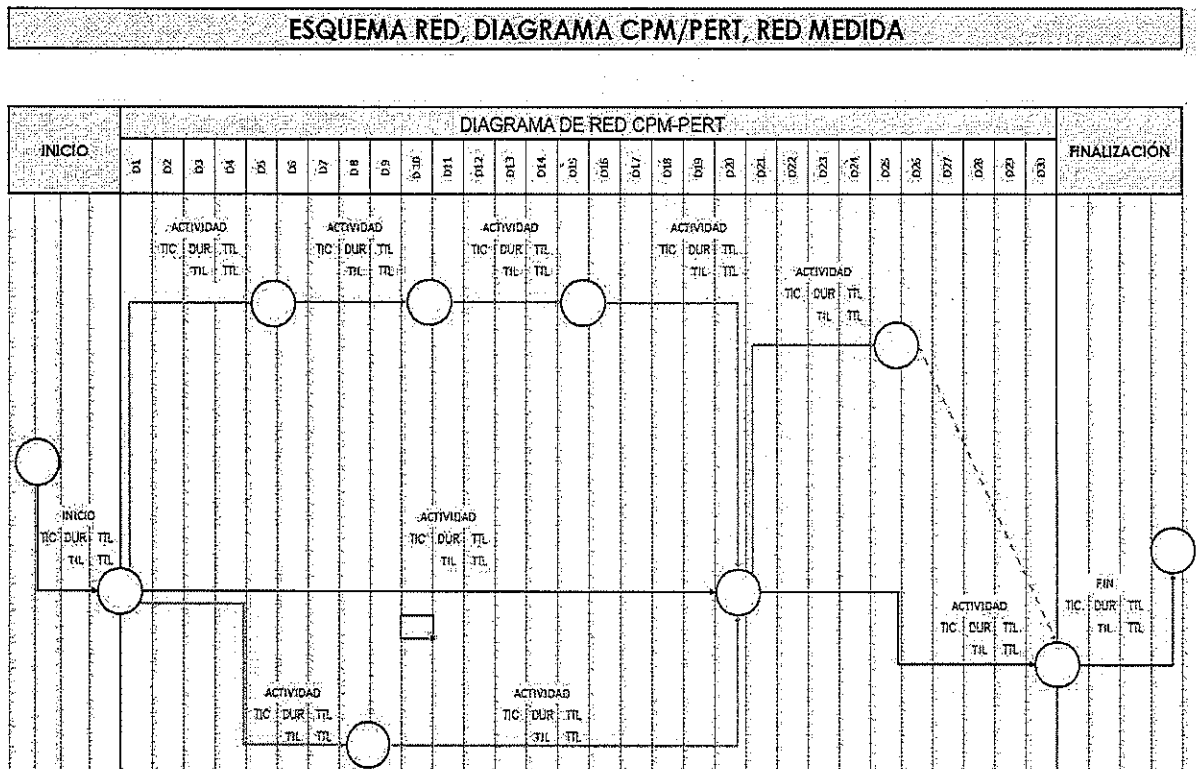 ESQUEMA RED, DIAGRAMA CPM/PERT, RED MEDIDA
INICIO
DIAGRAMA DE RED CPM-PERT
FINALIZACIÓN
D1 D2 D3 D4 D5 D6 D7 D8 D9 D10 D11 D12 D13 D14 D15 D16 D17 D18 D19 D20 D21 D22 D23 D24 D25 D26 D27 D28 D29 D30
ACTIVIDAD
TIC DUR TTL
TIL TTL
ACTIVIDAD
TIC DUR TTL
TIL TTL
ACTIVIDAD
TIC DUR TTL
TIL TTL
ACTIVIDAD
TIC DUR TTL
TIL TTL
ACTIVIDAD
TIC DUR TTL
TIL TTL
INICIO
TIC DUR TTL
TIL TTL
ACTIVIDAD
TIC DUR TTL
TIL TTL
ACTIVIDAD
TIC DUR TTL
TIL TTL
FIN
TIC DUR TTL
TIL TTL
ACTIVIDAD
TIC DUR TTL
TIL TTL
ACTIVIDAD
TIC DUR TTL
TIL TTL